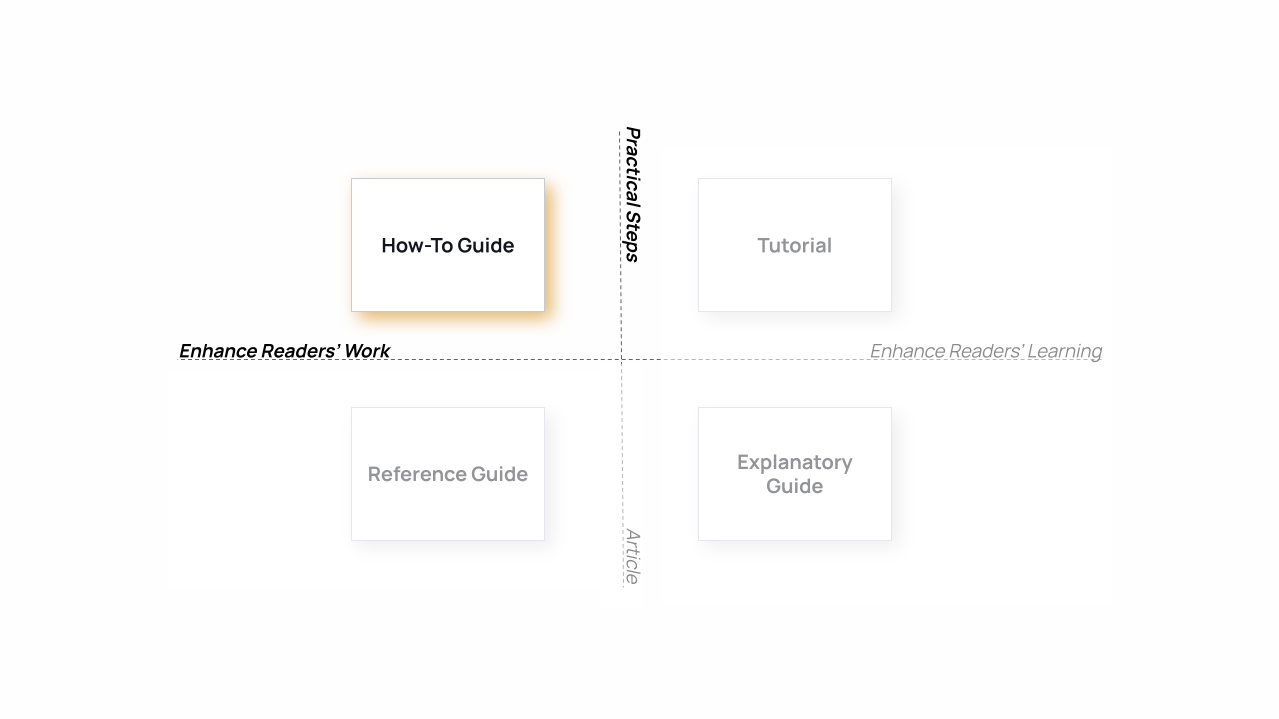 Practical Steps
How-To Guide
Tutorial
Enhance Readers’ Work
Enhance Readers’ Learning
Reference Guide
Explanatory
Guide
Article